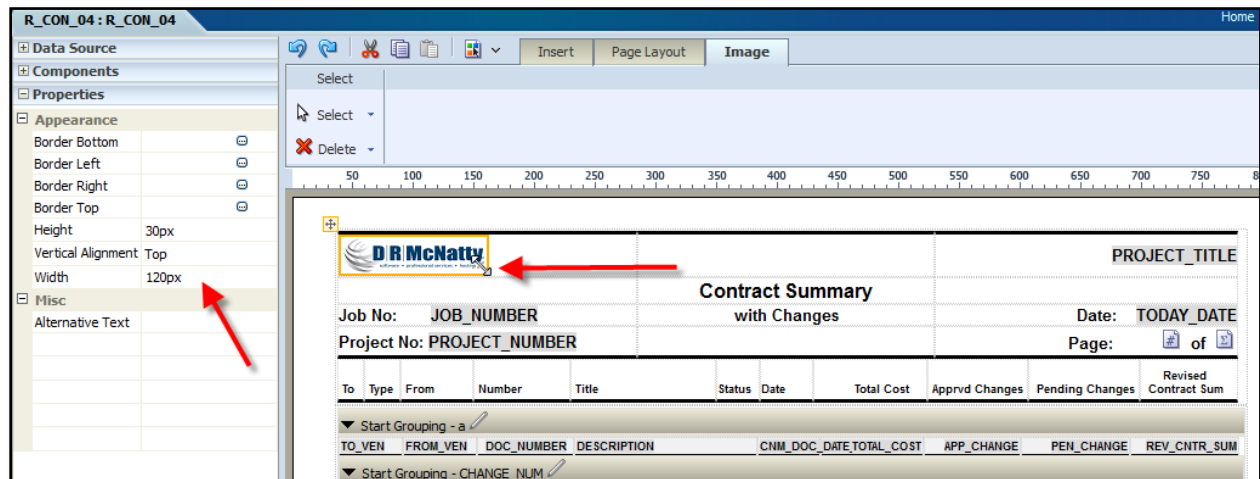 R_CON_04 : R_CON_04
Home
Data Source
Components
Properties
Appearance
Border Bottom
Border Left
Border Right
Border Top
Height 30px
Vertical Alignment Top
Width 120px
Misc
Alternative Text
Insert Page Layout Image
Select
Select
Delete
50 100 150 200 250 300 350 400 450 500 550 600 650 700 750 8
D|R|McNatty
PROJECT_TITLE
Contract Summary
Job No: JOB_NUMBER with Changes Date: TODAY_DATE
Project No: PROJECT_NUMBER Page: # of Σ
Revised
To Type From Number Title Status Date Total Cost Apprvd Changes Pending Changes Contract Sum
Start Grouping - a
TO_VEN FROM_VEN DOC_NUMBER DESCRIPTION CNM_DOC_DATE TOTAL_COST APP_CHANGE PEN_CHANGE REV_CNTR_SUM
Start Grouping - CHANGE_NUM